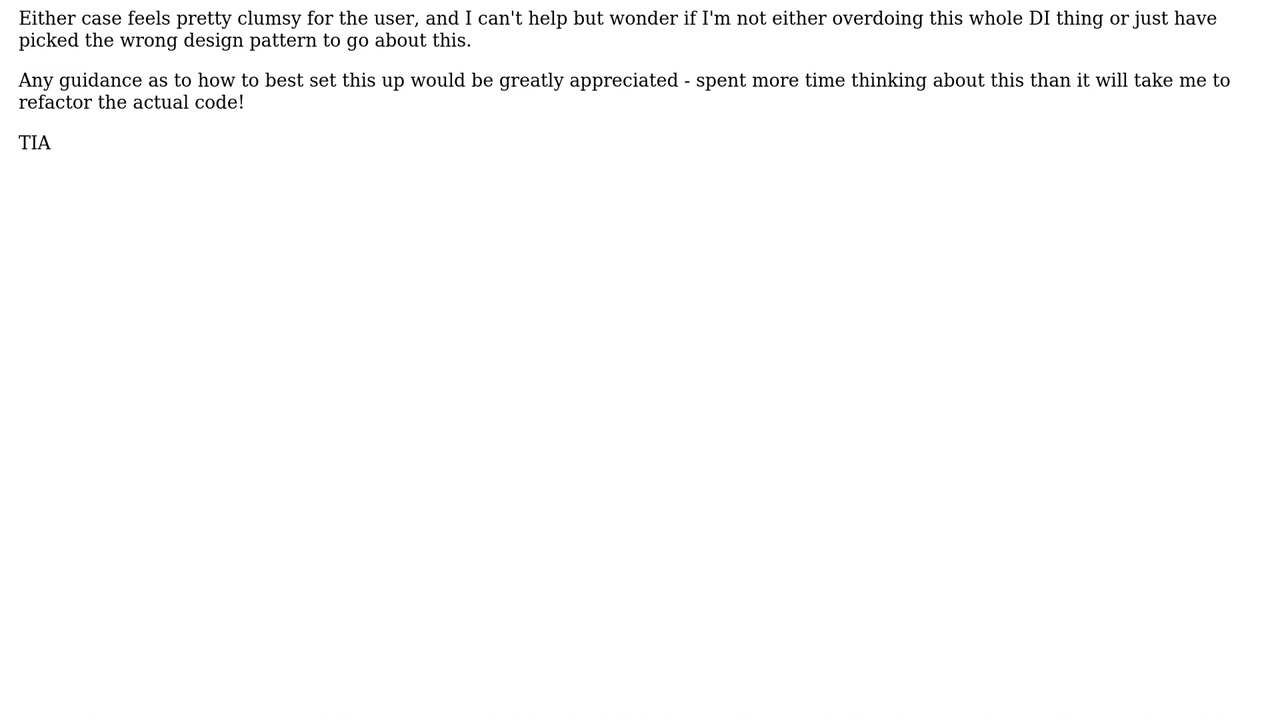 Either case feels pretty clumsy for the user, and I can't help but wonder if I'm not either overdoing this whole DI thing or just have
picked the wrong design pattern to go about this.
Any guidance as to how to best set this up would be greatly appreciated - spent more time thinking about this than it will take me to
refactor the actual code!
TIA